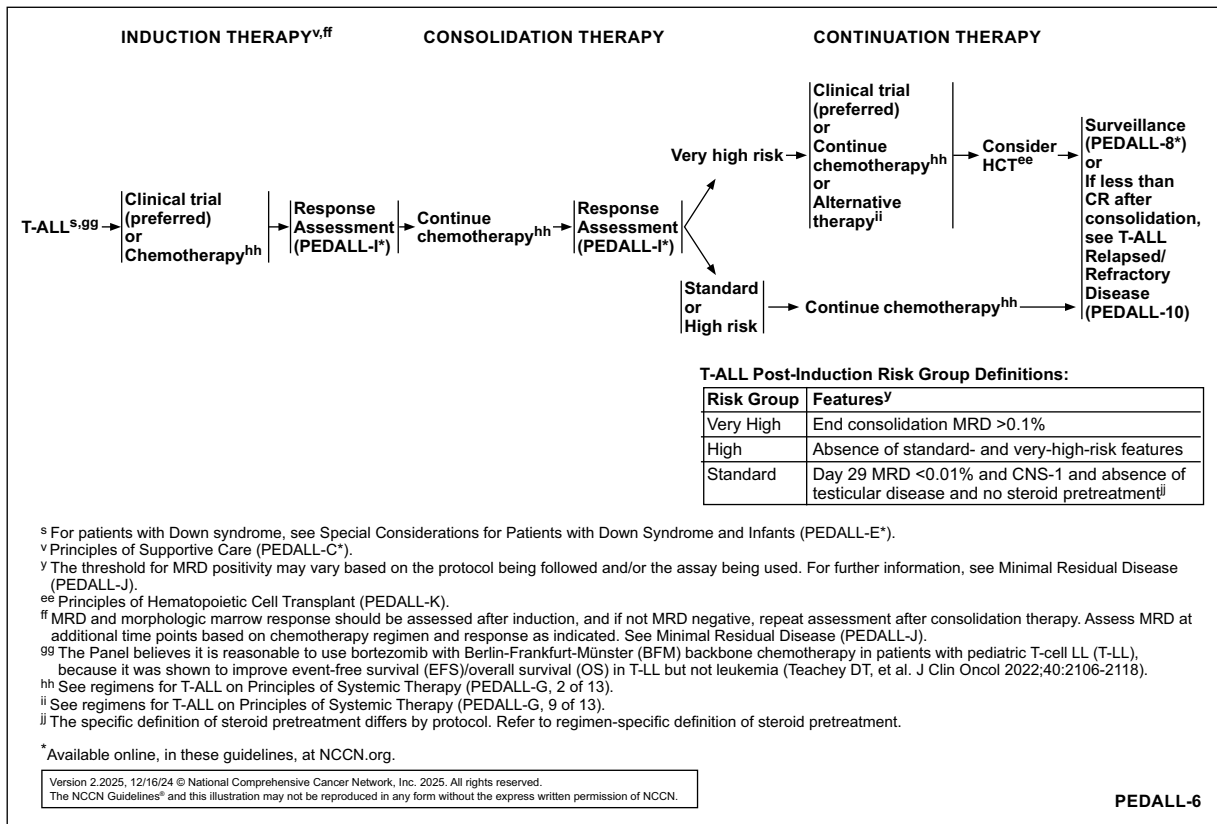 INDUCTION THERAPYv,ff
CONSOLIDATION THERAPY
CONTINUATION THERAPY
T-ALLs,gg
Clinical trial
(preferred)
or
Chemotherapyhh
Response
Assessment
(PEDALL-I*)
Continue
chemotherapyhh
Response
Assessment
(PEDALL-I*)
Very high risk
Clinical trial
(preferred)
or
Continue
chemotherapyhh
or
Alternative
therapyii
Consider
HCTee
Standard
or
High risk
Continue chemotherapyhh
Surveillance
(PEDALL-8*)
or
If less than
CR after
consolidation,
see T-ALL
Relapsed/
Refractory
Disease
(PEDALL-10)
T-ALL Post-Induction Risk Group Definitions:
Risk Group Featuresy
Very High End consolidation MRD >0.1%
High Absence of standard- and very-high-risk features
Standard Day 29 MRD <0.01% and CNS-1 and absence of
testicular disease and no steroid pretreatmentjj
s For patients with Down syndrome, see Special Considerations for Patients with Down Syndrome and Infants (PEDALL-E*).
v Principles of Supportive Care (PEDALL-C*).
y The threshold for MRD positivity may vary based on the protocol being followed and/or the assay being used. For further information, see Minimal Residual Disease
(PEDALL-J).
ee Principles of Hematopoietic Cell Transplant (PEDALL-K).
ff MRD and morphologic marrow response should be assessed after induction, and if not MRD negative, repeat assessment after consolidation therapy. Assess MRD at
additional time points based on chemotherapy regimen and response as indicated. See Minimal Residual Disease (PEDALL-J).
gg The Panel believes it is reasonable to use bortezomib with Berlin-Frankfurt-Münster (BFM) backbone chemotherapy in patients with pediatric T-cell LL (T-LL),
because it was shown to improve event-free survival (EFS)/overall survival (OS) in T-LL but not leukemia (Teachey DT, et al. J Clin Oncol 2022;40:2106-2118).
hh See regimens for T-ALL on Principles of Systemic Therapy (PEDALL-G, 2 of 13).
ii See regimens for T-ALL on Principles of Systemic Therapy (PEDALL-G, 9 of 13).
jj The specific definition of steroid pretreatment differs by protocol. Refer to regimen-specific definition of steroid pretreatment.
*Available online, in these guidelines, at NCCN.org.
Version 2.2025, 12/16/24 © National Comprehensive Cancer Network, Inc. 2025. All rights reserved.
The NCCN Guidelines® and this illustration may not be reproduced in any form without the express written permission of NCCN.
PEDALL-6